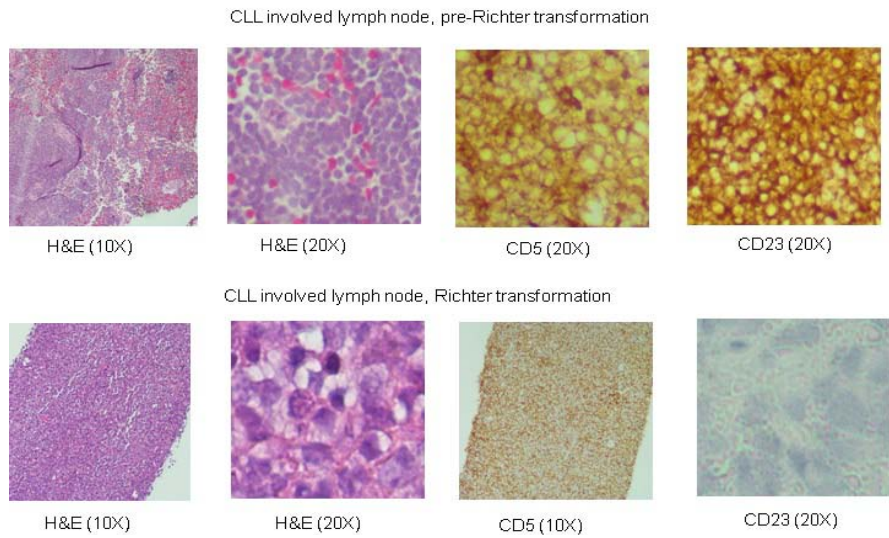 CLL involved lymph node, pre-Richter transformation
H&E (10X)
H&E (20X)
CD5 (20X)
CD23 (20X)
CLL involved lymph node, Richter transformation
H&E (10X)
H&E (20X)
CD5 (10X)
CD23 (20X)